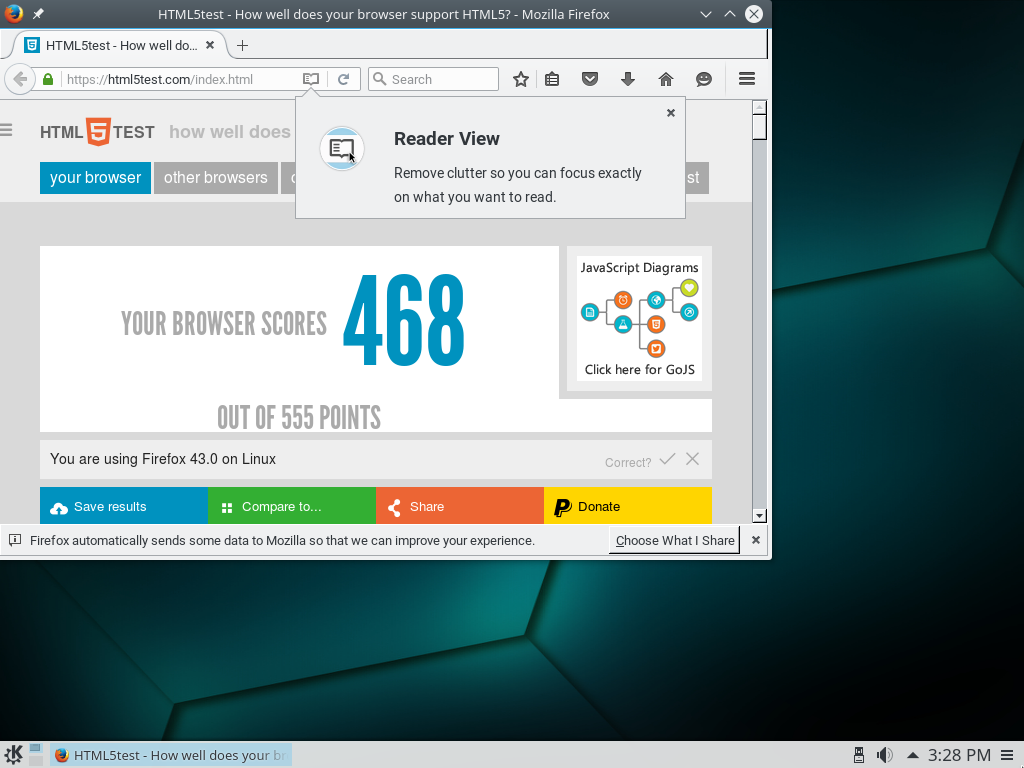 HTML5test - How well does your browser support HTML5? - Mozilla Firefox
HTML5test - How well do...
https://html5test.com/index.html
Search
HTML 5 TEST how well does
Reader View
Remove clutter so you can focus exactly
on what you want to read.
your browser other browsers
YOUR BROWSER SCORES 468
OUT OF 555 POINTS
JavaScript Diagrams
Click here for GoJS
You are using Firefox 43.0 on Linux
Correct?
Save results Compare to... Share Donate
Firefox automatically sends some data to Mozilla so that we can improve your experience.
Choose What I Share
HTML5test - How well does your br
3:28 PM